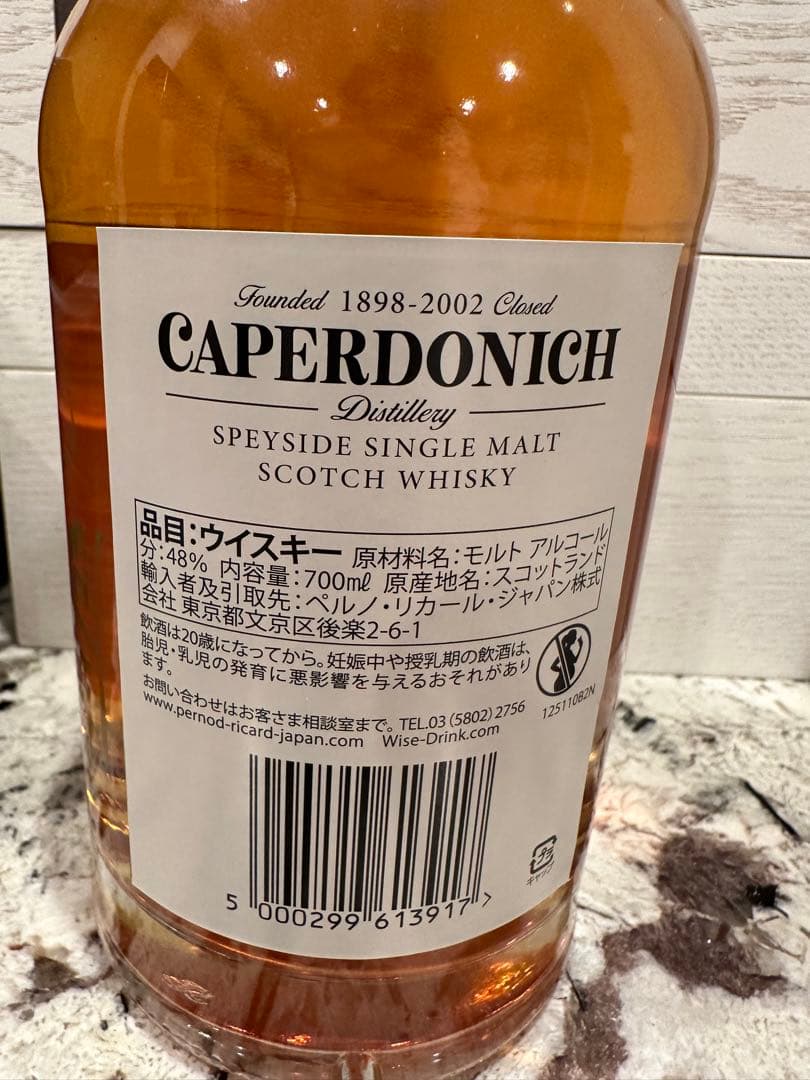 Founded 1898-2002 Closed
CAPERDONICH
Distillery
SPEYSIDE SINGLE MALT
SCOTCH WHISKY
品目:ウイスキー 原材料名:モルト アルコール
分:48% 内容量:700mℓ 原産地名:スコットランド
輸入者及引取先:ペルノ・リカール・ジャパン株式
会社 東京都文京区後楽2-6-1
飲酒は20歳になってから。妊娠中や授乳期の飲酒は、
胎児・乳児の発育に悪影響を与えるおそれがあり
ます。
お問い合わせはお客さま相談室まで。TEL.03(5802)2756
www.pernod-ricard-japan.com Wise-Drink.com
125110B2N
プラ
キャップ
5 000299 613917 >